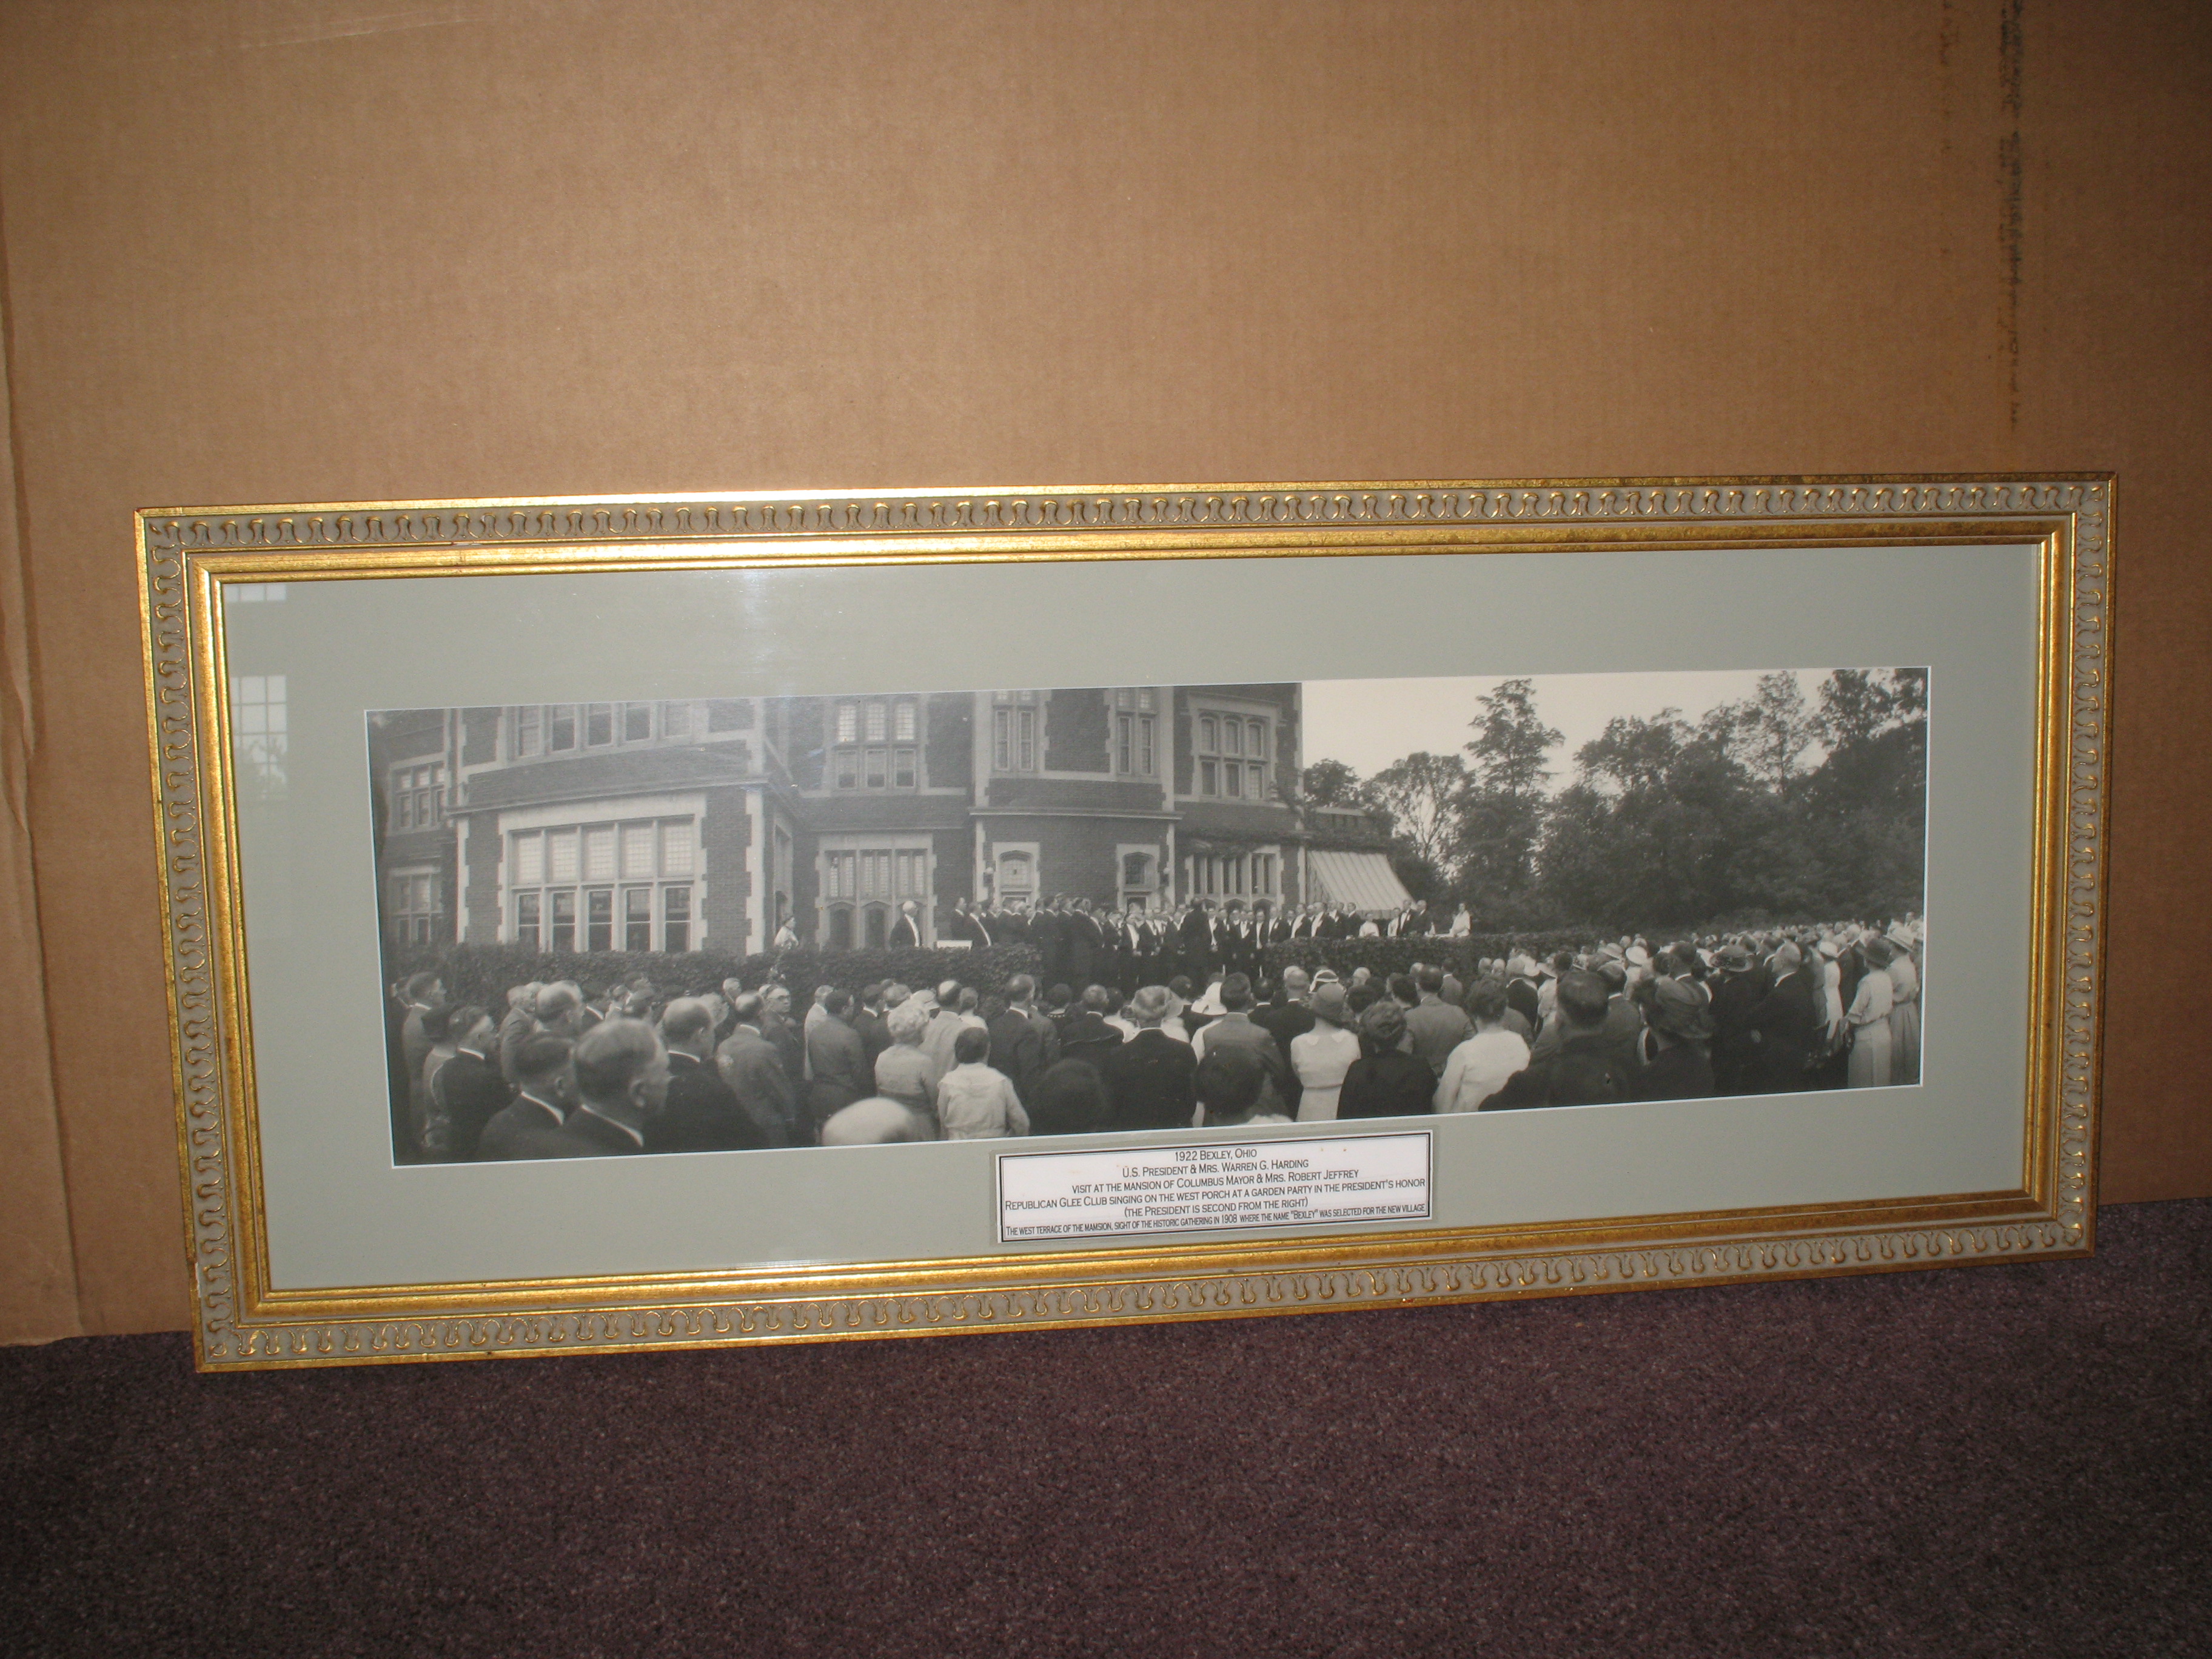 1922 Bexley, Ohio
U.S. President & Mrs. Warren G. Harding
visit at the mansion of Columbus Mayor & Mrs. Robert Jeffrey
Republican Glee Club singing on the west porch at a garden party in the president's honor
(the President is second from the right)
The west terrace of the mansion, sight of the historic gathering in 1908 where the name "Bexley" was selected for the new village